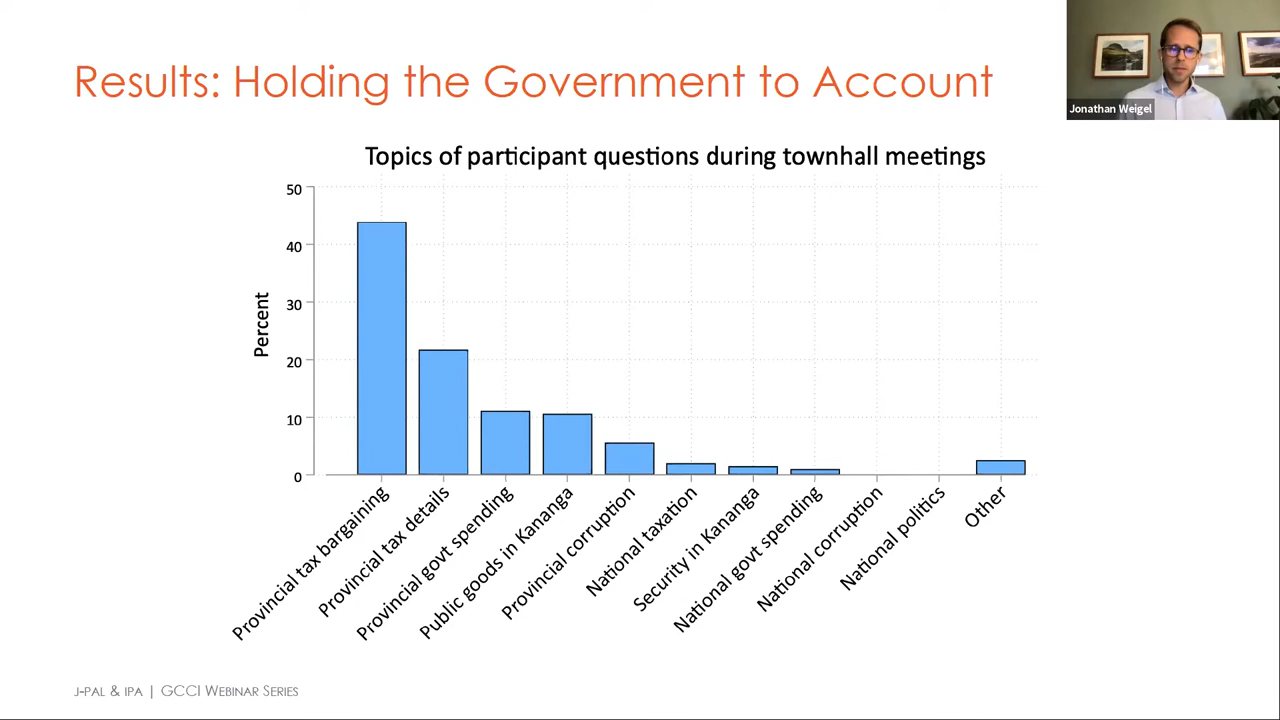 Results: Holding the Government to Account
Jonathan Weigel
Topics of participant questions during townhall meetings
50
40
30
20
10
0
Percent
Provincial tax bargaining
Provincial tax details
Provincial govt spending
Public goods in Kananga
Provincial corruption
National taxation
Security in Kananga
National govt spending
National corruption
National politics
Other
J-PAL & IPA | GCCI WEBINAR SERIES